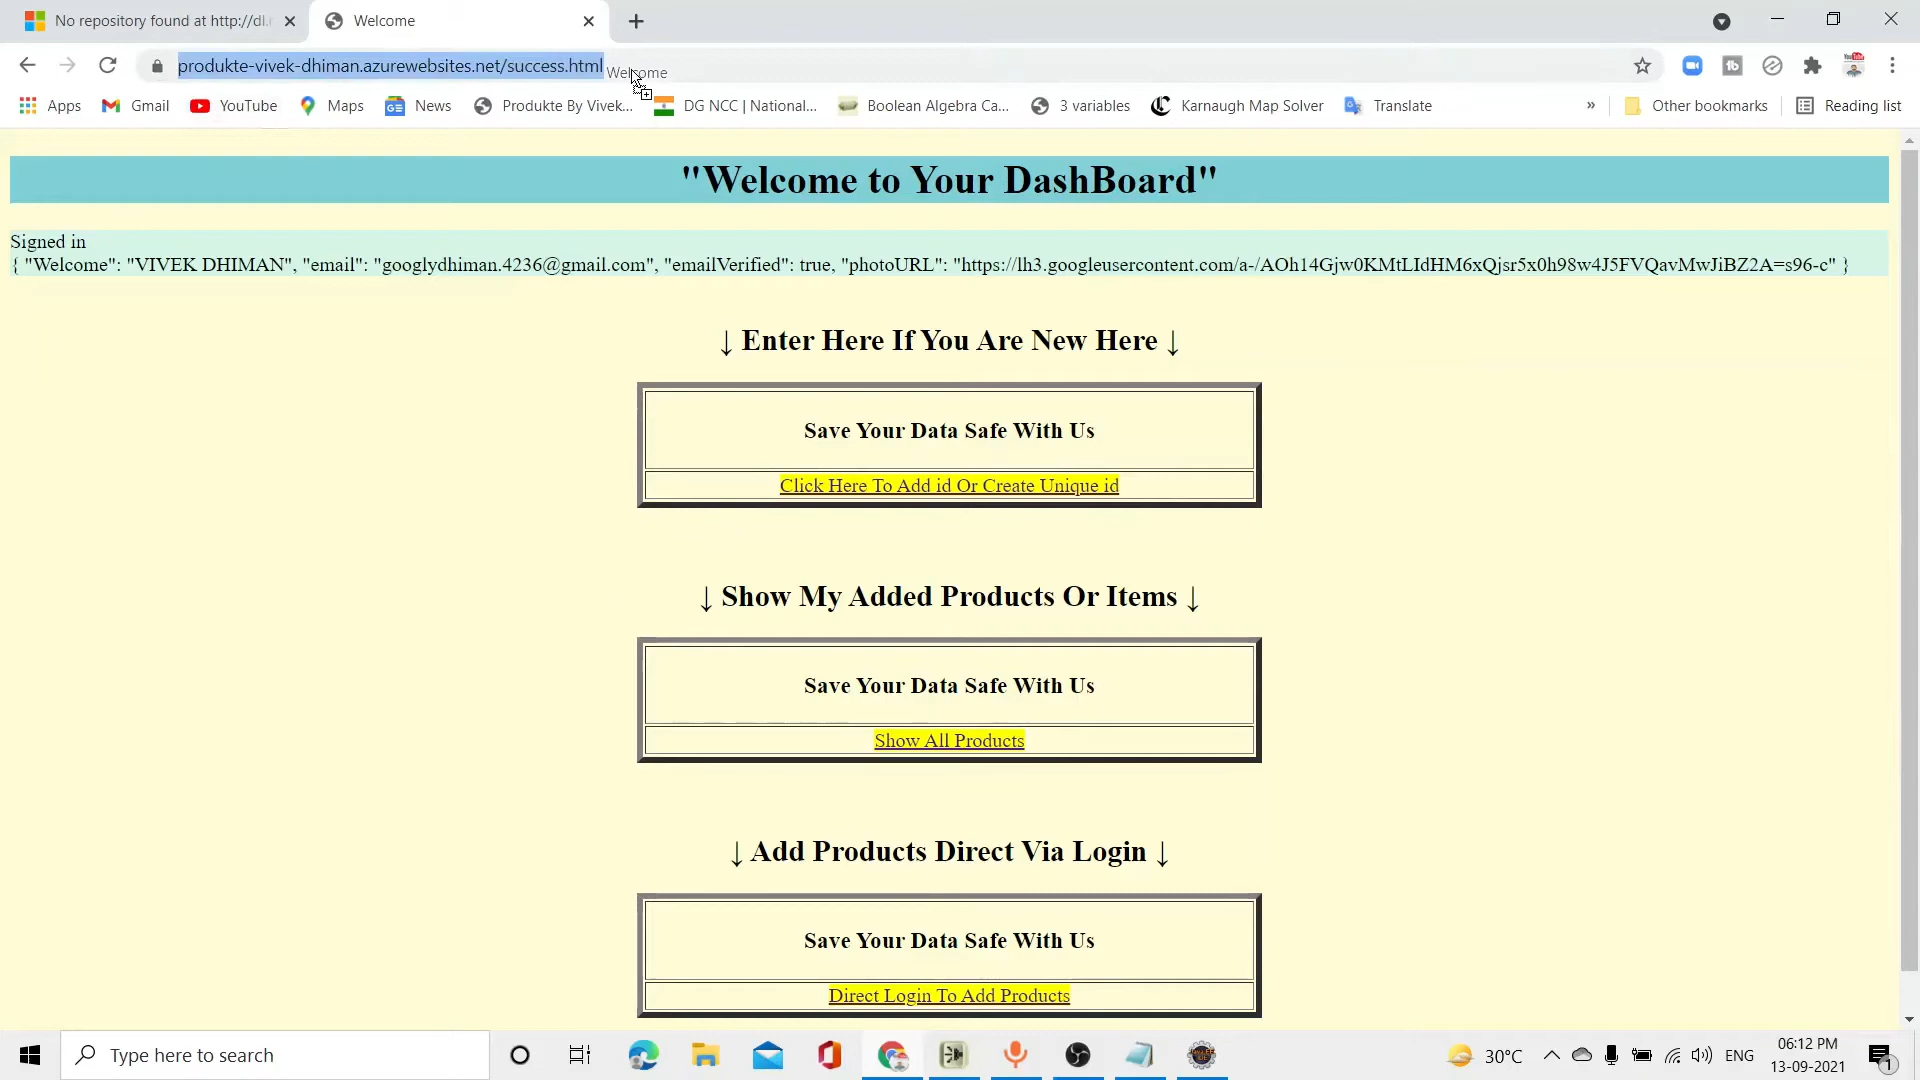 No repository found at http://dl.
Welcome
produkte-vivek-dhiman.azurewebsites.net/success.html
Welcome
Apps
Gmail
YouTube
Maps
News
Produkte By Vivek...
DG NCC | National...
Boolean Algebra Ca...
3 variables
Karnaugh Map Solver
Translate
»
Other bookmarks
Reading list
"Welcome to Your DashBoard"
Signed in
{ "Welcome": "VIVEK DHIMAN", "email": "googlydhiman.4236@gmail.com", "emailVerified": true, "photoURL": "https://lh3.googleusercontent.com/a-/AOh14Gjw0KMtLIdHM6xQjsr5x0h98w4J5FVQavMwJiBZ2A=s96-c" }
↓ Enter Here If You Are New Here ↓
Save Your Data Safe With Us
Click Here To Add id Or Create Unique id
↓ Show My Added Products Or Items ↓
Save Your Data Safe With Us
Show All Products
↓ Add Products Direct Via Login ↓
Save Your Data Safe With Us
Direct Login To Add Products
Type here to search
30°C
ENG
06:12 PM
13-09-2021
1